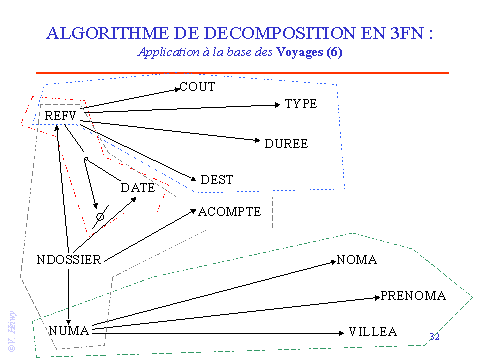 ALGORITHME DE DECOMPOSITION EN 3FN :
Application à la base des Voyages (6)
COUT
TYPE
REFV
DUREE
DEST
DATE
ACOMPTE
NDOSSIER
NOMA
PRENOMA
NUMA
VILLEA
32